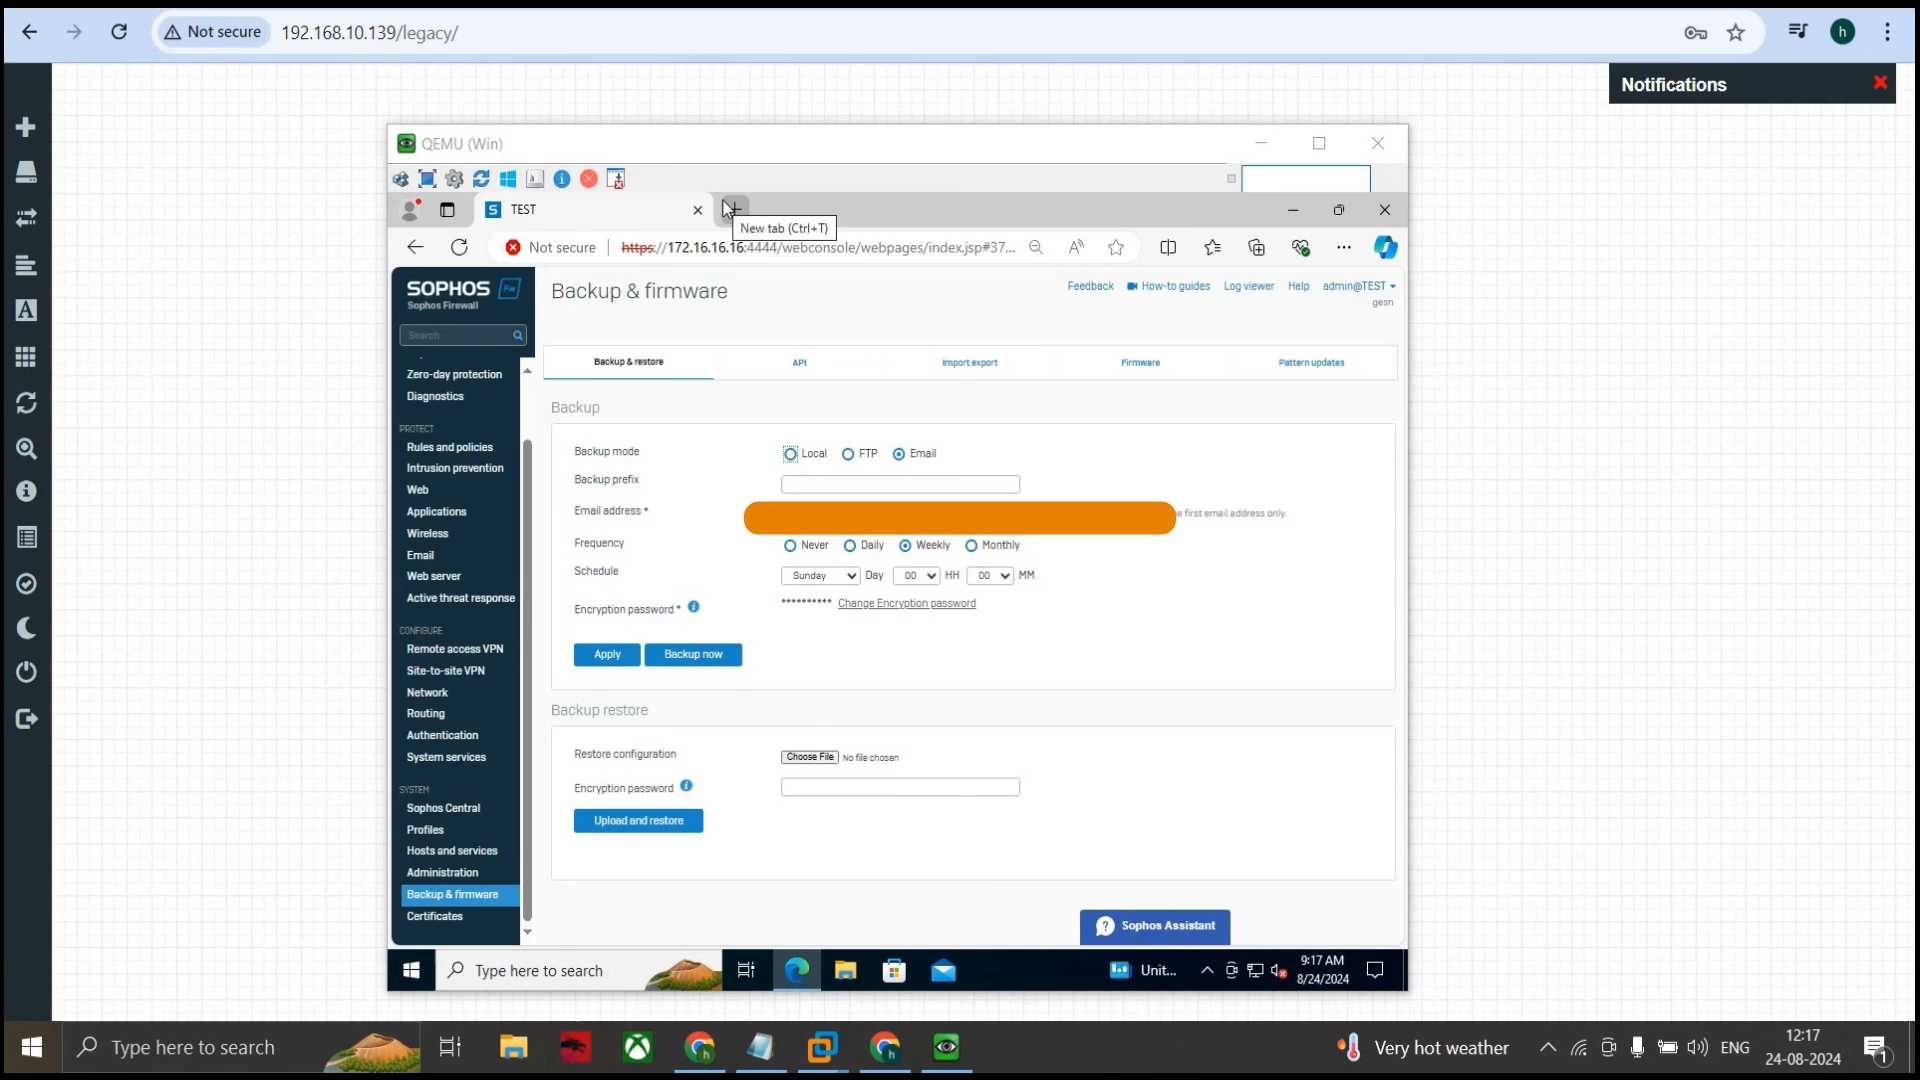 Not secure 192.168.10.139/legacy/ h
Notifications
QEMU (Win)
TEST
New tab (Ctrl+T)
Not secure https://172.16.16.16:4444/webconsole/webpages/index.jsp#37...
SOPHOS Fw
Sophos Firewall
Backup & firmware
Feedback How-to guides Log viewer Help admin@TEST
gesn
Search
Backup & restore API Import export Firmware Pattern updates
Zero-day protection
Diagnostics
PROTECT
Rules and policies
Intrusion prevention
Web
Applications
Wireless
Email
Web server
Active threat response
CONFIGURE
Remote access VPN
Site-to-site VPN
Network
Routing
Authentication
System services
SYSTEM
Sophos Central
Profiles
Hosts and services
Administration
Backup & firmware
Certificates
Backup
Backup mode Local FTP Email
Backup prefix
Email address * first email address only.
Frequency Never Daily Weekly Monthly
Schedule Sunday Day 00 HH 00 MM
Encryption password * ********** Change Encryption password
Apply Backup now
Backup restore
Restore configuration Choose File No file chosen
Encryption password
Upload and restore
Sophos Assistant
Type here to search Unit... 9:17 AM
8/24/2024
Type here to search Very hot weather ENG 12:17
24-08-2024 1